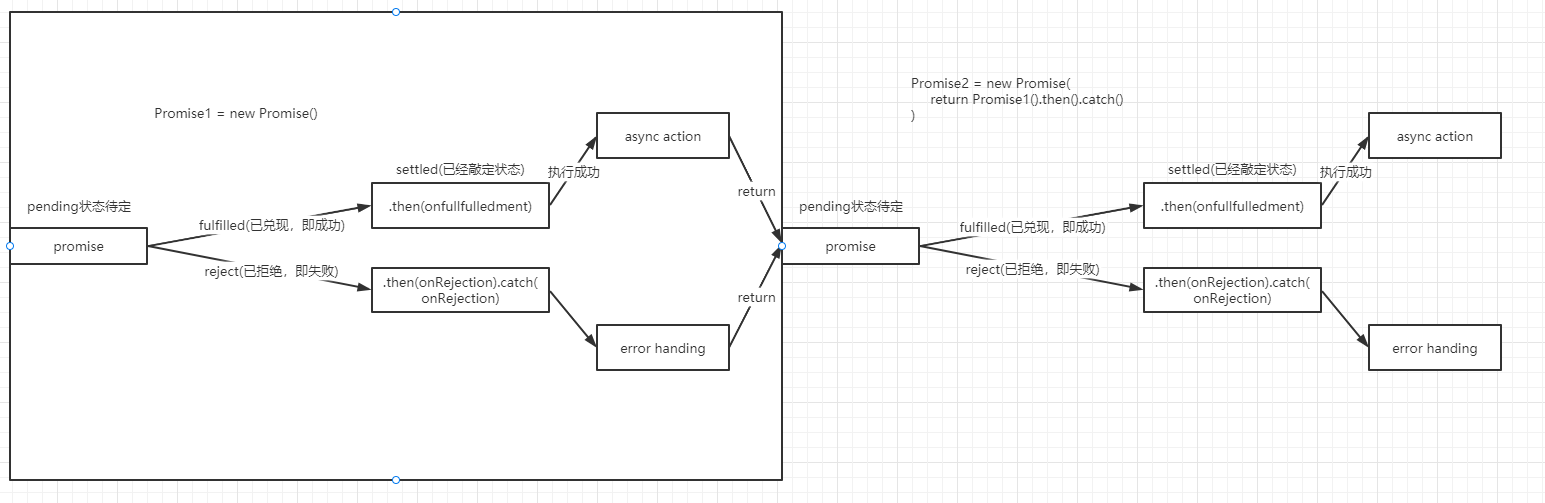 Promise1 = new Promise()
async action
settled(已经敲定状态)
执行成功
return
pending状态待定
.then(onfullfulledment)
fulfilled(已兑现，即成功)
promise
reject(已拒绝，即失败)
.then(onRejection).catch(
onRejection)
return
error handing
Promise2 = new Promise(
return Promise1().then().catch()
)
async action
settled(已经敲定状态)
执行成功
pending状态待定
.then(onfullfulledment)
fulfilled(已兑现，即成功)
promise
reject(已拒绝，即失败)
.then(onRejection).catch(
onRejection)
error handing